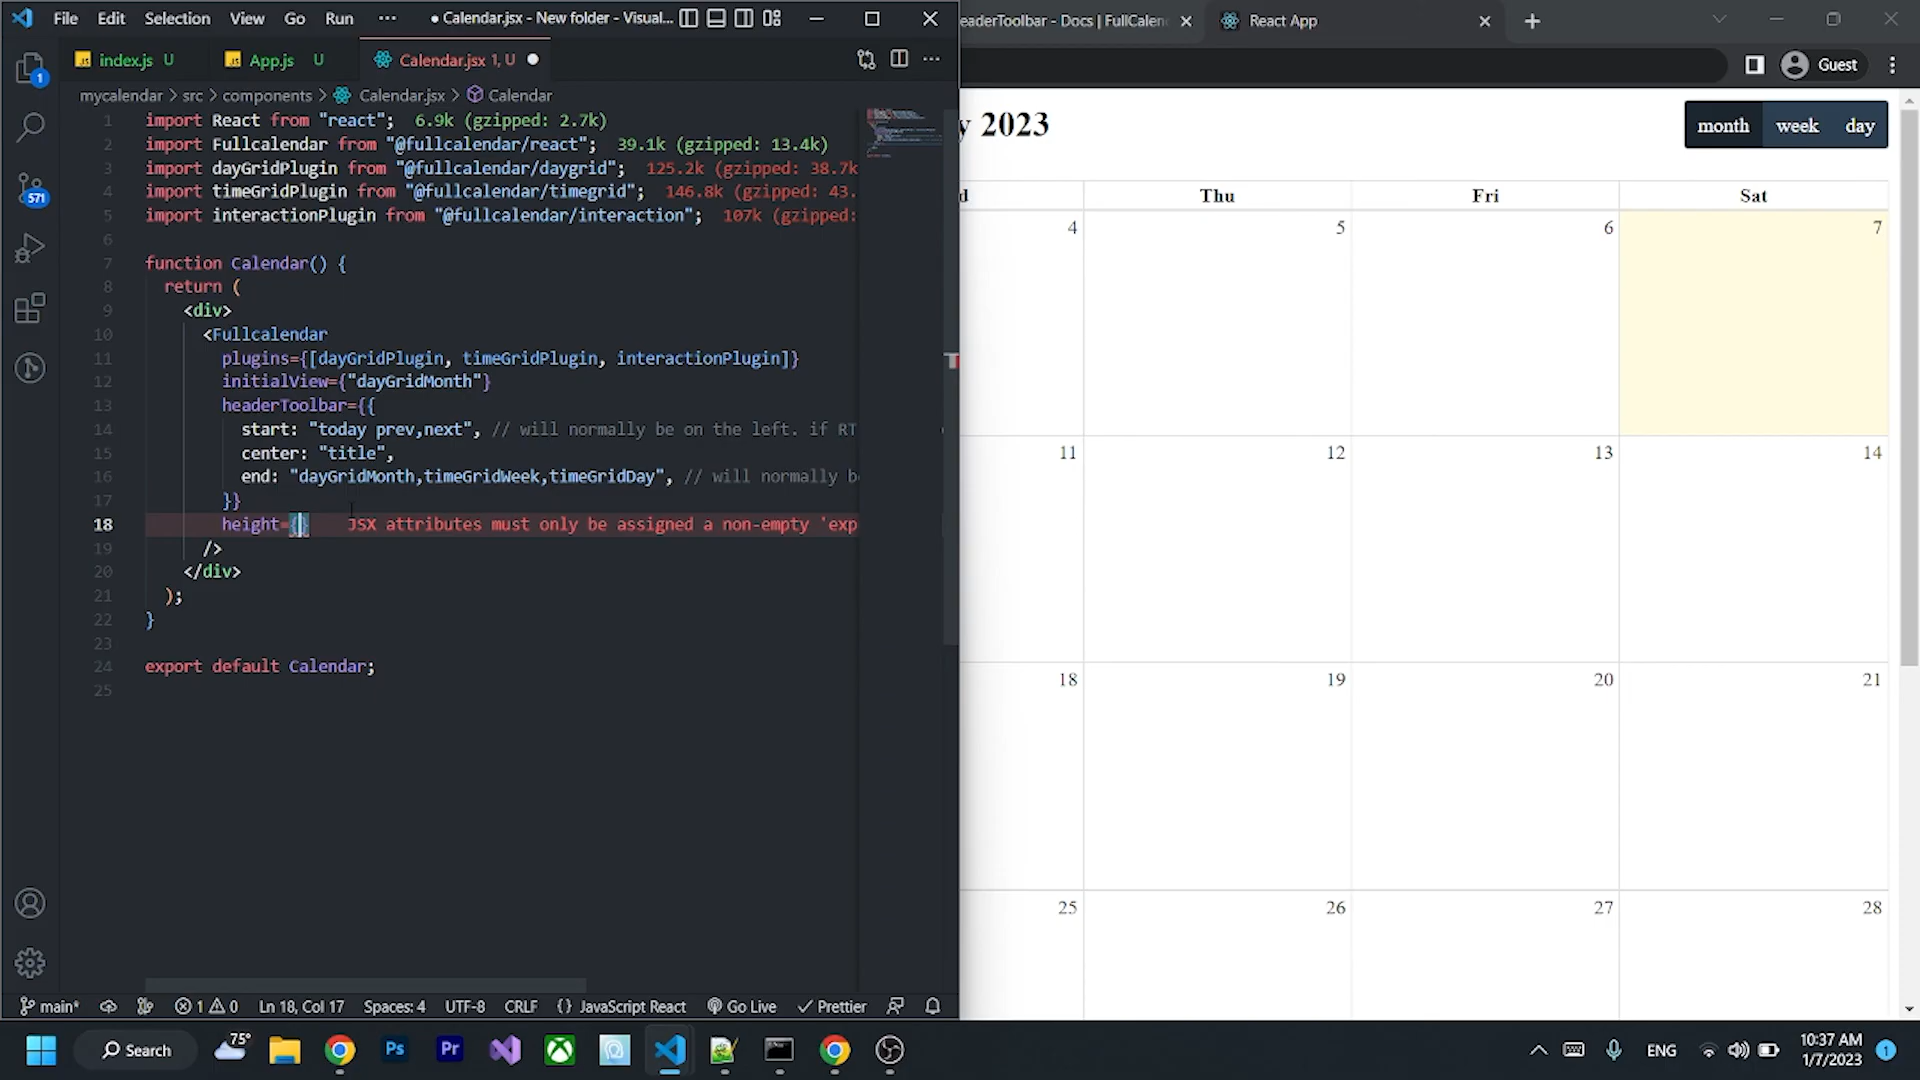 File Edit Selection View Go Run ··· ● Calendar.jsx - New folder - Visual...
index.js U App.js U Calendar.jsx 1, U
mycalendar > src > components > Calendar.jsx > Calendar
1 import React from "react"; 6.9k (gzipped: 2.7k)
2 import Fullcalendar from "@fullcalendar/react"; 39.1k (gzipped: 13.4k)
3 import dayGridPlugin from "@fullcalendar/daygrid"; 125.2k (gzipped: 38.7k
4 import timeGridPlugin from "@fullcalendar/timegrid"; 146.8k (gzipped: 43.
5 import interactionPlugin from "@fullcalendar/interaction"; 107k (gzipped:
6
7 function Calendar() {
8 return (
9 <div>
10 <Fullcalendar
11 plugins={[dayGridPlugin, timeGridPlugin, interactionPlugin]}
12 initialView={"dayGridMonth"}
13 headerToolbar={{
14 start: "today prev,next", // will normally be on the left. if RT
15 center: "title",
16 end: "dayGridMonth,timeGridWeek,timeGridDay", // will normally b
17 }}
18 height={} JSX attributes must only be assigned a non-empty 'exp
19 />
20 </div>
21 );
22 }
23
24 export default Calendar;
25
main* 571 1 0 Ln 18, Col 17 Spaces: 4 UTF-8 CRLF {} JavaScript React Go Live Prettier
eaderToolbar - Docs | FullCalen React App
Guest
y 2023 month week day
d Thu Fri Sat
4 5 6 7
11 12 13 14
18 19 20 21
25 26 27 28
Search 75° Ps Pr ENG 10:37 AM
1/7/2023 1